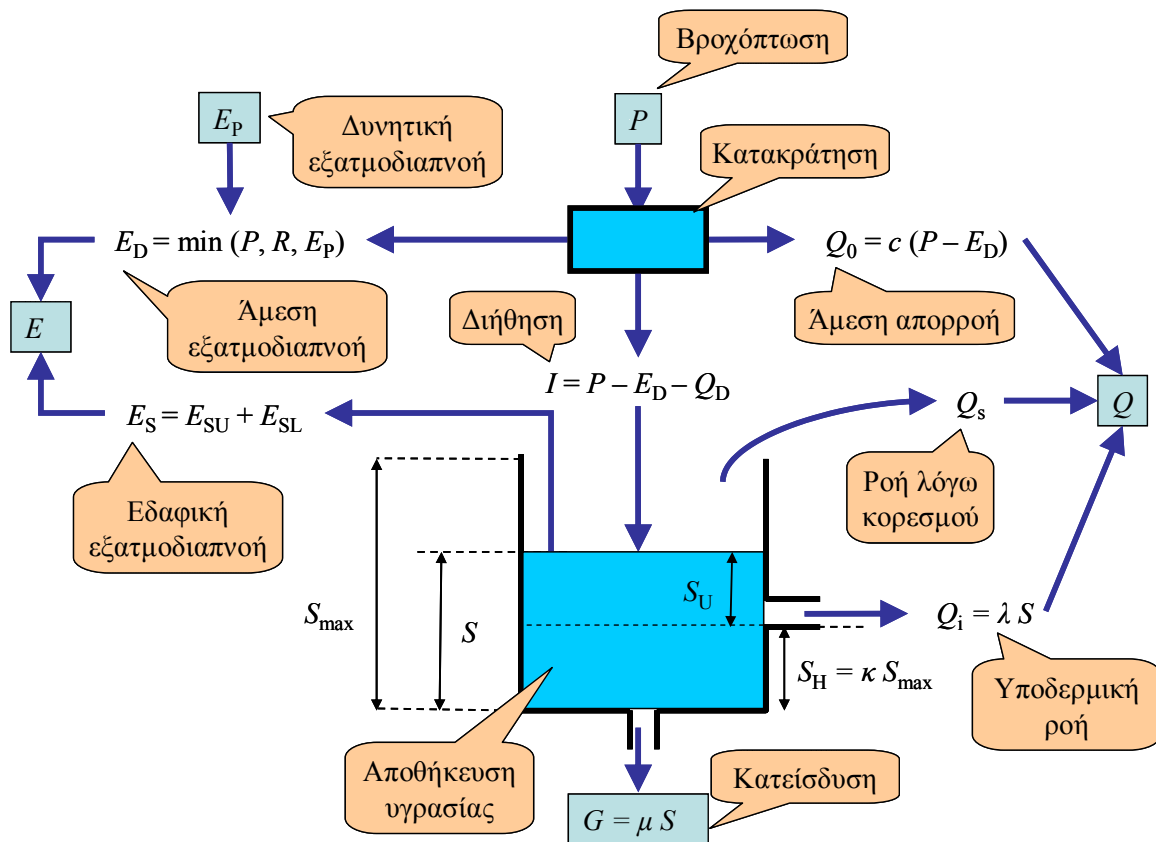 Βροχόπτωση
E_P
Δυνητική
εξατμοδιαπνοή
P
Κατακράτηση
E_D = min (P, R, E_P)
Q_0 = c (P – E_D)
E
Άμεση
εξατμοδιαπνοή
Διήθηση
Άμεση απορροή
I = P – E_D – Q_D
Q
E_S = E_SU + E_SL
Q_s
Εδαφική
εξατμοδιαπνοή
Ροή λόγω
κορεσμού
S_max
S
S_U
Q_i = λ S
S_H = κ S_max
Υποδερμική
ροή
Αποθήκευση
υγρασίας
Κατείσδυση
G = μ S